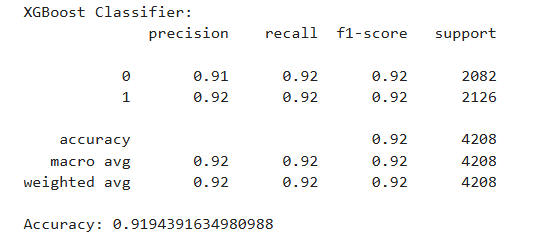 XGBoost Classifier:
precision recall f1-score support
0 0.91 0.92 0.92 2082
1 0.92 0.92 0.92 2126
accuracy 0.92 4208
macro avg 0.92 0.92 0.92 4208
weighted avg 0.92 0.92 0.92 4208
Accuracy: 0.9194391634980988